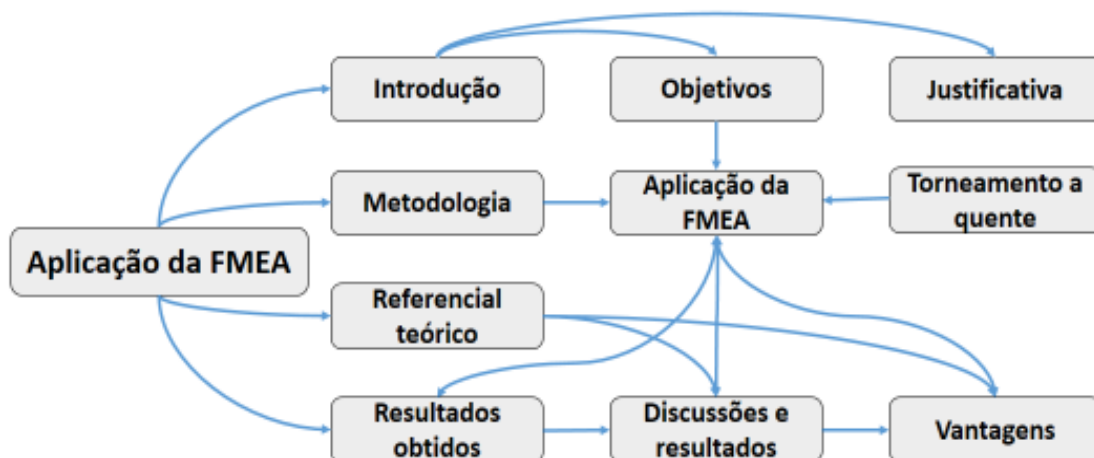 Introdução
Objetivos
Justificativa
Metodologia
Aplicação da
FMEA
Torneamento a
quente
Aplicação da FMEA
Referencial
teórico
Resultados
obtidos
Discussões e
resultados
Vantagens